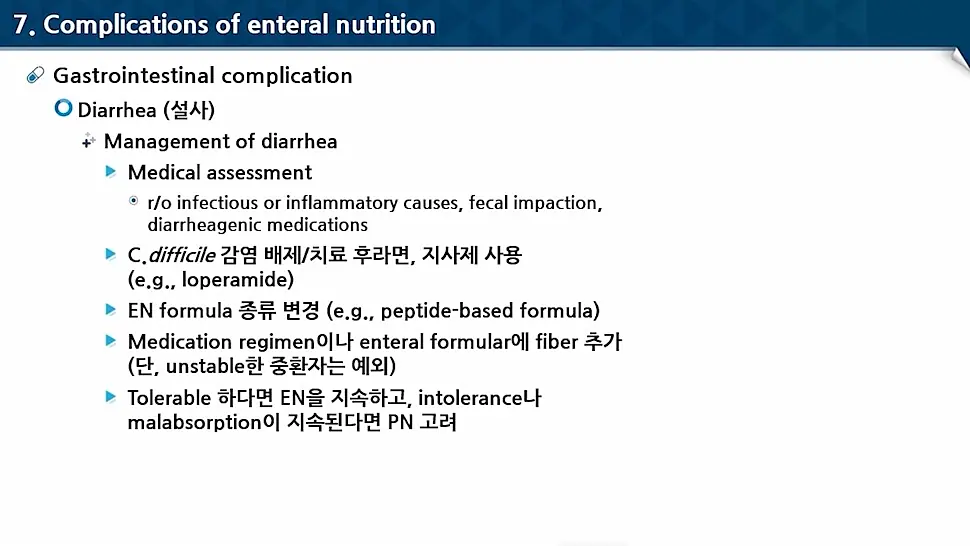 7. Complications of enteral nutrition
Gastrointestinal complication
Diarrhea (설사)
Management of diarrhea
Medical assessment
r/o infectious or inflammatory causes, fecal impaction,
diarrheagenic medications
C.difficile 감염 배제/치료 후라면, 지사제 사용
(e.g., loperamide)
EN formula 종류 변경 (e.g., peptide-based formula)
Medication regimen이나 enteral formular에 fiber 추가
(단, unstable한 중환자는 예외)
Tolerable 하다면 EN을 지속하고, intolerance나
malabsorption이 지속된다면 PN 고려